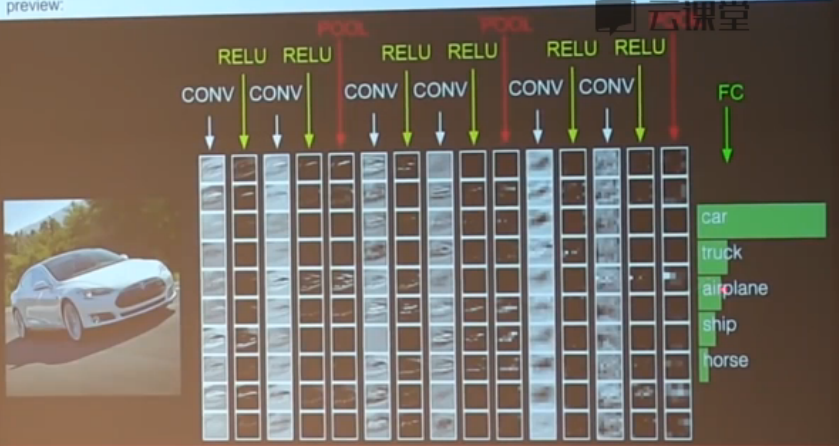 preview:
云课堂
POOL
POOL
RELU RELU
RELU RELU
RELU RELU
CONV CONV
CONV CONV
CONV CONV
FC
car
truck
airplane
ship
horse